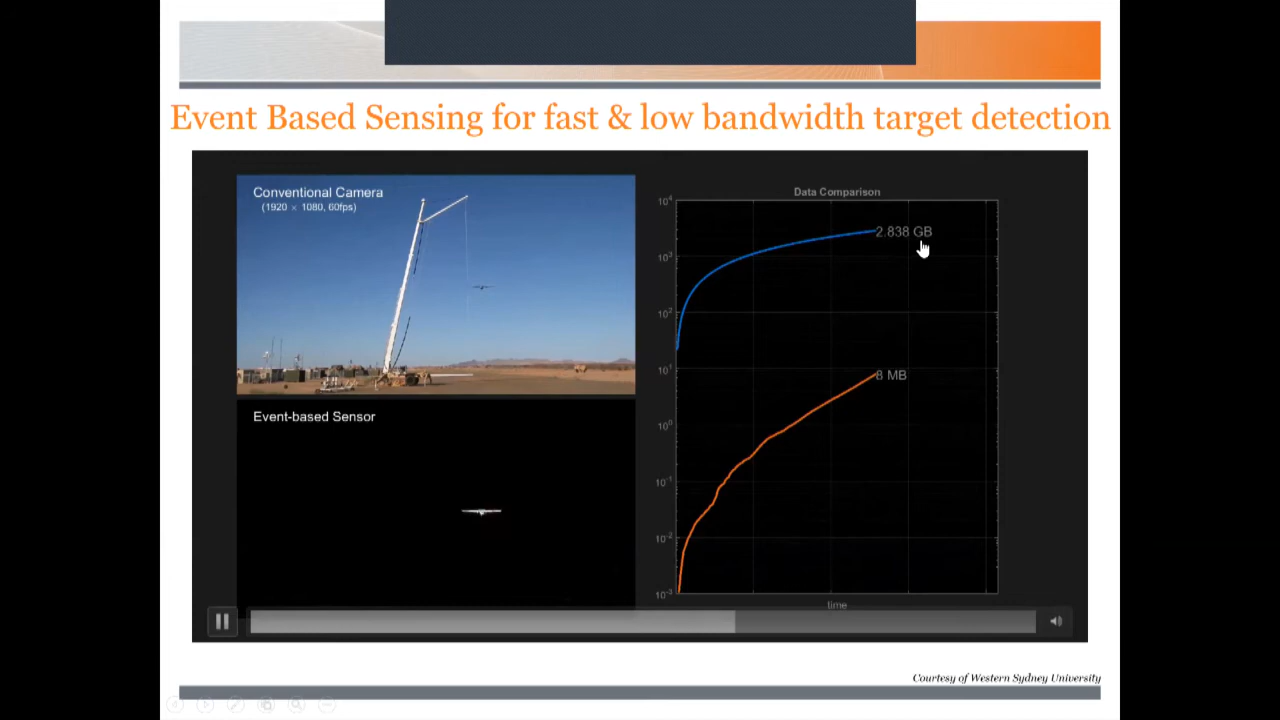 Event Based Sensing for fast & low bandwidth target detection
Conventional Camera
(1920 × 1080, 60fps)
Event-based Sensor
Data Comparison
10⁴
10³
10²
10¹
10⁰
10⁻¹
10⁻²
10⁻³
2.838 GB
8 MB
time
Courtesy of Western Sydney University